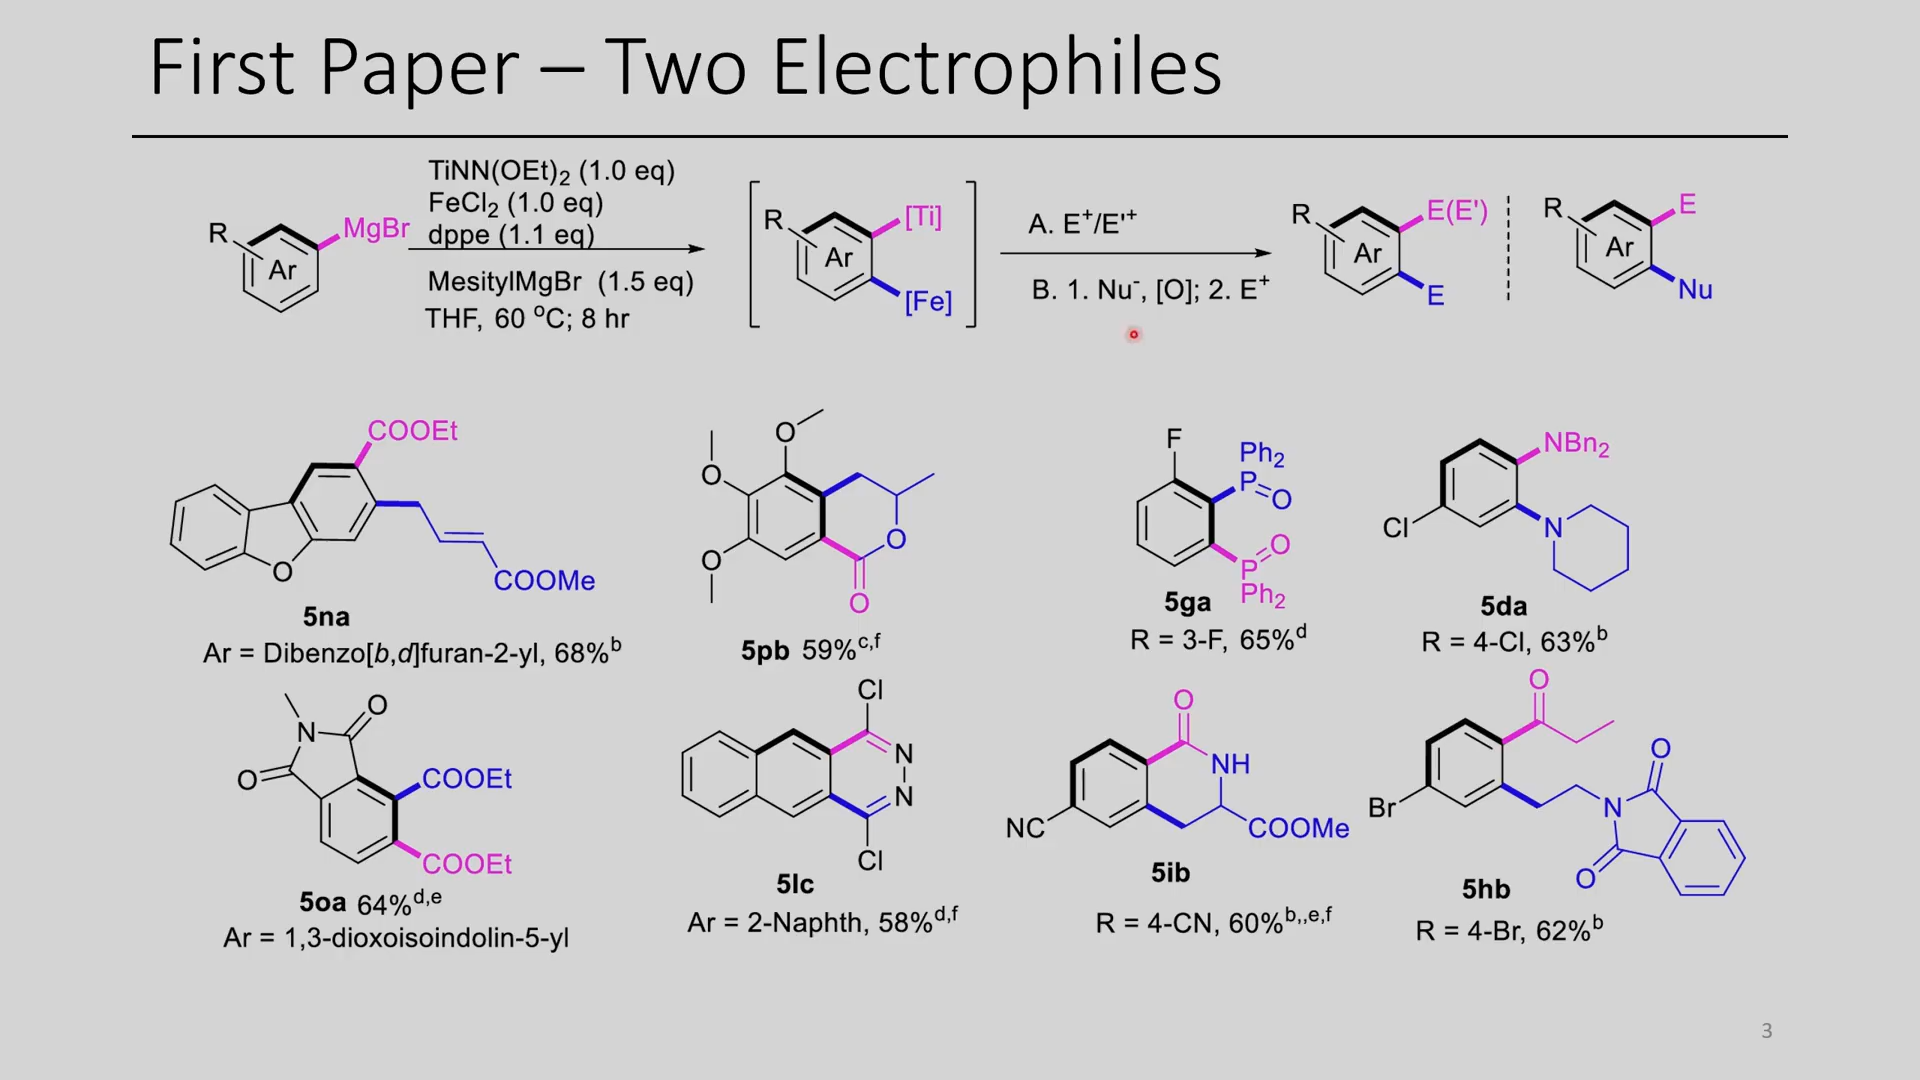 First Paper – Two Electrophiles
TiNN(OEt)₂ (1.0 eq)
FeCl₂ (1.0 eq)
dppe (1.1 eq)
MesitylMgBr (1.5 eq)
THF, 60 ºC; 8 hr
R
Ar
MgBr
R
Ar
[Ti]
[Fe]
A. E⁺/E'⁺
B. 1. Nu⁻, [O]; 2. E⁺
R
Ar
E(E')
E
R
Ar
E
Nu
COOEt
O
COOMe
5na
Ar = Dibenzo[b,d]furan-2-yl, 68%ᵇ
O
O
O
O
O
5pb 59%ᶜ,ᶠ
F
Ph₂
P
O
O
P
Ph₂
5ga
R = 3-F, 65%ᵈ
NBn₂
Cl
N
5da
R = 4-Cl, 63%ᵇ
N
O
O
COOEt
COOEt
5oa 64%ᵈ,ᵉ
Ar = 1,3-dioxoisoindolin-5-yl
Cl
N
N
Cl
5lc
Ar = 2-Naphth, 58%ᵈ,ᶠ
O
NH
NC
COOMe
5ib
R = 4-CN, 60%ᵇ,,ᵉ,ᶠ
O
Br
N
O
O
5hb
R = 4-Br, 62%ᵇ
3